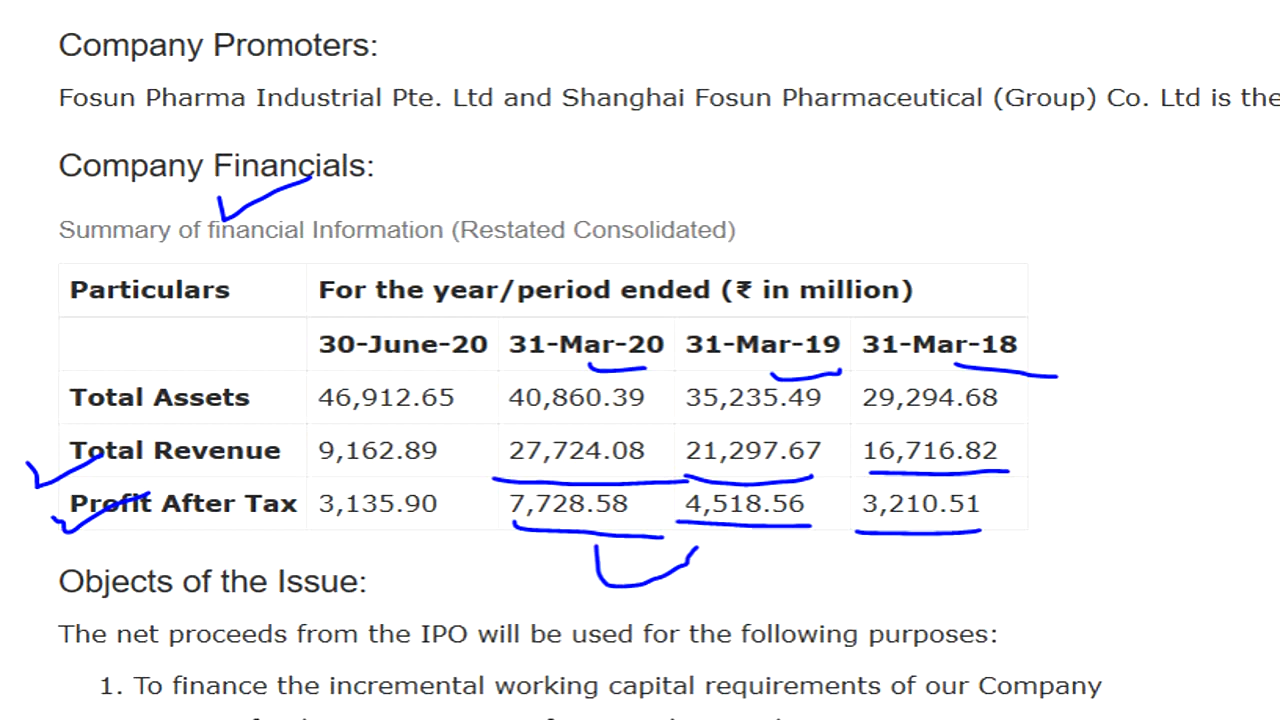 Company Promoters:
Fosun Pharma Industrial Pte. Ltd and Shanghai Fosun Pharmaceutical (Group) Co. Ltd is the
Company Financials:
Summary of financial Information (Restated Consolidated)
Particulars For the year/period ended (₹ in million)
30-June-20 31-Mar-20 31-Mar-19 31-Mar-18
Total Assets 46,912.65 40,860.39 35,235.49 29,294.68
Total Revenue 9,162.89 27,724.08 21,297.67 16,716.82
Profit After Tax 3,135.90 7,728.58 4,518.56 3,210.51
Objects of the Issue:
The net proceeds from the IPO will be used for the following purposes:
1. To finance the incremental working capital requirements of our Company